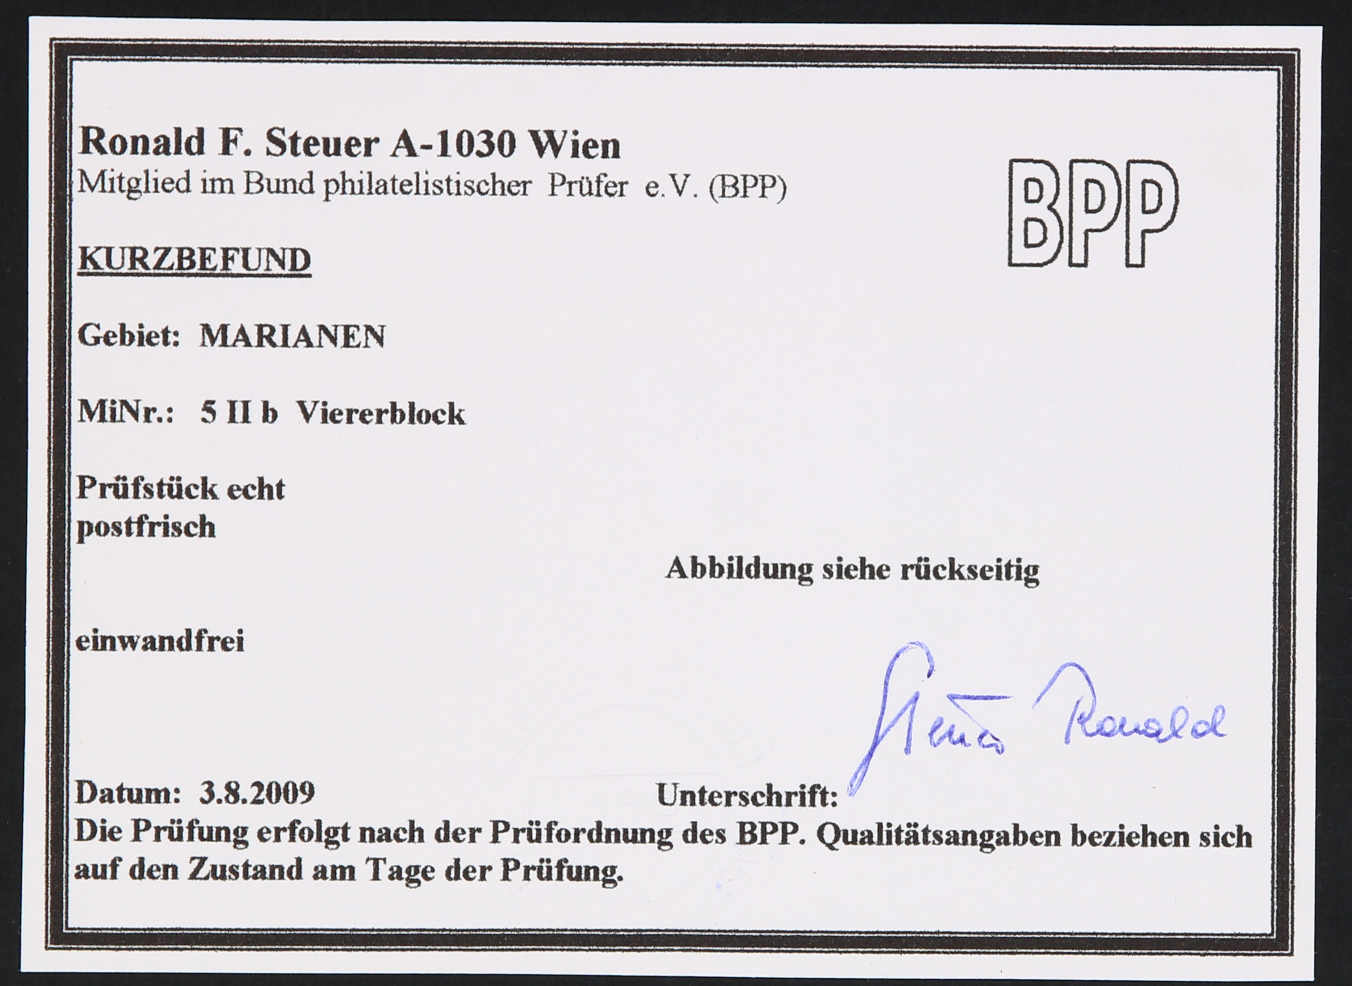 Ronald F. Steuer A-1030 Wien
Mitglied im Bund philatelistischer Prüfer e.V. (BPP)
BPP
KURZBEFUND
Gebiet: MARIANEN
MiNr.: 5 II b Viererblock
Prüfstück echt
postfrisch
Abbildung siehe rückseitig
einwandfrei
Steuer Ronald
Datum: 3.8.2009 Unterschrift:
Die Prüfung erfolgt nach der Prüfordnung des BPP. Qualitätsangaben beziehen sich
auf den Zustand am Tage der Prüfung.